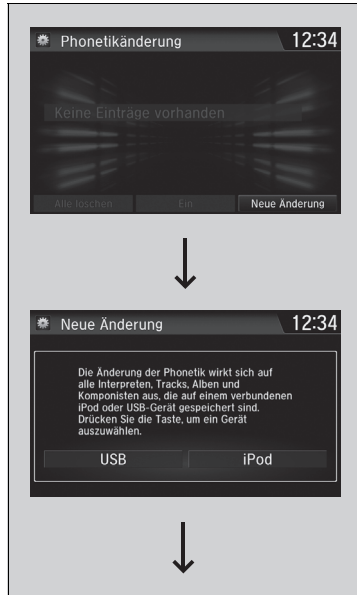 Phonetikänderung 12:34
Keine Einträge vorhanden
Alle löschen Ein Neue Änderung
Neue Änderung 12:34
Die Änderung der Phonetik wirkt sich auf
alle Interpreten, Tracks, Alben und
Komponisten aus, die auf einem verbundenen
iPod oder USB-Gerät gespeichert sind.
Drücken Sie die Taste, um ein Gerät
auszuwählen.
USB iPod